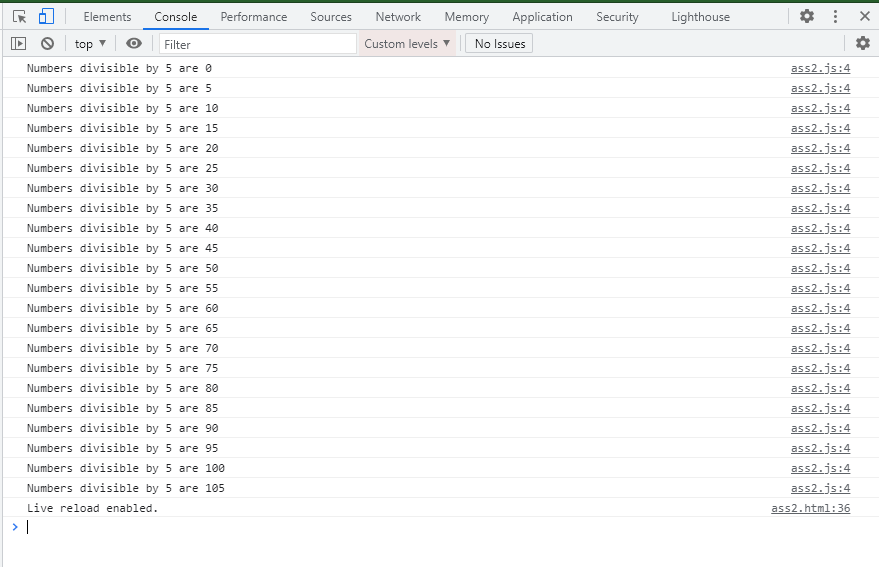 Elements Console Performance Sources Network Memory Application Security Lighthouse
top Filter Custom levels No Issues
Numbers divisible by 5 are 0 ass2.js:4
Numbers divisible by 5 are 5 ass2.js:4
Numbers divisible by 5 are 10 ass2.js:4
Numbers divisible by 5 are 15 ass2.js:4
Numbers divisible by 5 are 20 ass2.js:4
Numbers divisible by 5 are 25 ass2.js:4
Numbers divisible by 5 are 30 ass2.js:4
Numbers divisible by 5 are 35 ass2.js:4
Numbers divisible by 5 are 40 ass2.js:4
Numbers divisible by 5 are 45 ass2.js:4
Numbers divisible by 5 are 50 ass2.js:4
Numbers divisible by 5 are 55 ass2.js:4
Numbers divisible by 5 are 60 ass2.js:4
Numbers divisible by 5 are 65 ass2.js:4
Numbers divisible by 5 are 70 ass2.js:4
Numbers divisible by 5 are 75 ass2.js:4
Numbers divisible by 5 are 80 ass2.js:4
Numbers divisible by 5 are 85 ass2.js:4
Numbers divisible by 5 are 90 ass2.js:4
Numbers divisible by 5 are 95 ass2.js:4
Numbers divisible by 5 are 100 ass2.js:4
Numbers divisible by 5 are 105 ass2.js:4
Live reload enabled. ass2.html:36